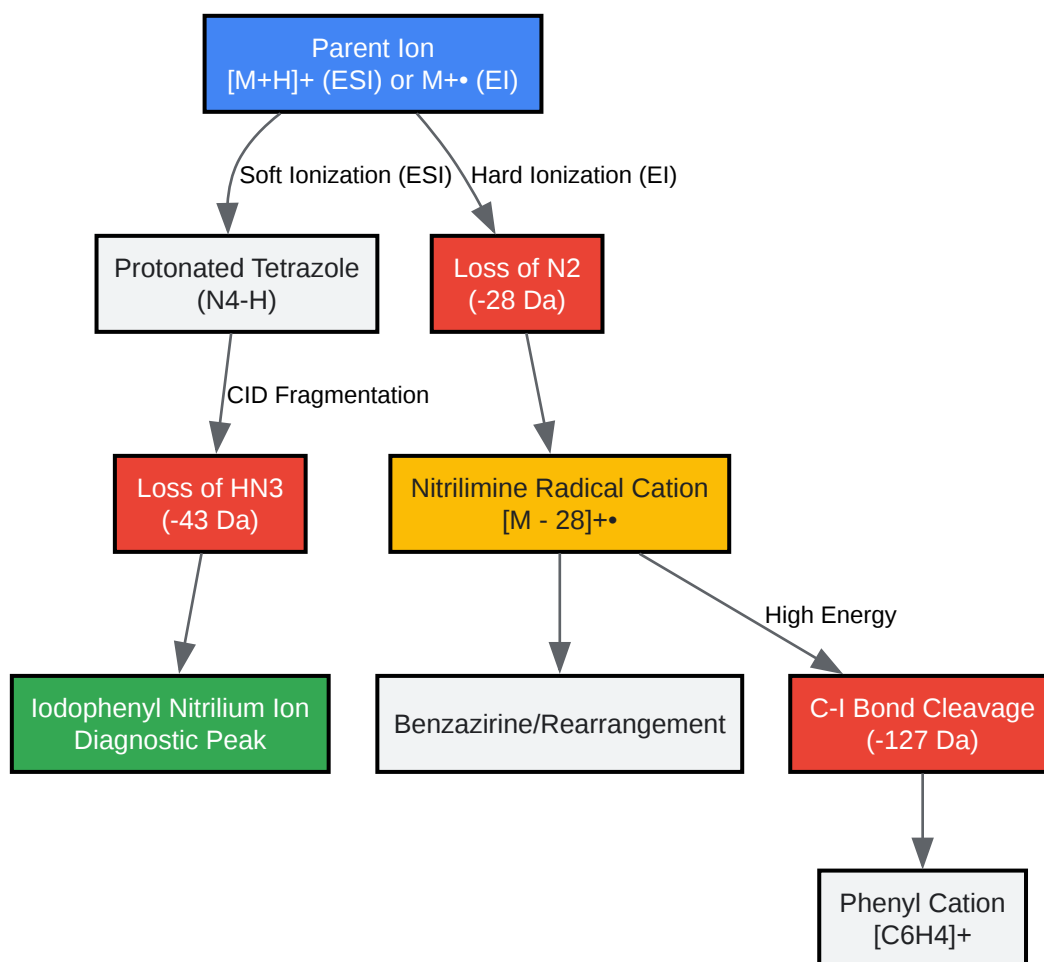 Parent Ion
[M+H]+ (ESI) or M+• (EI)
Soft Ionization (ESI)
Hard Ionization (EI)
Protonated Tetrazole
(N4-H)
Loss of N2
(-28 Da)
CID Fragmentation
Loss of HN3
(-43 Da)
Nitrilimine Radical Cation
[M - 28]+•
High Energy
Iodophenyl Nitrilium Ion
Diagnostic Peak
Benzazirine/Rearrangement
C-I Bond Cleavage
(-127 Da)
Phenyl Cation
[C6H4]+